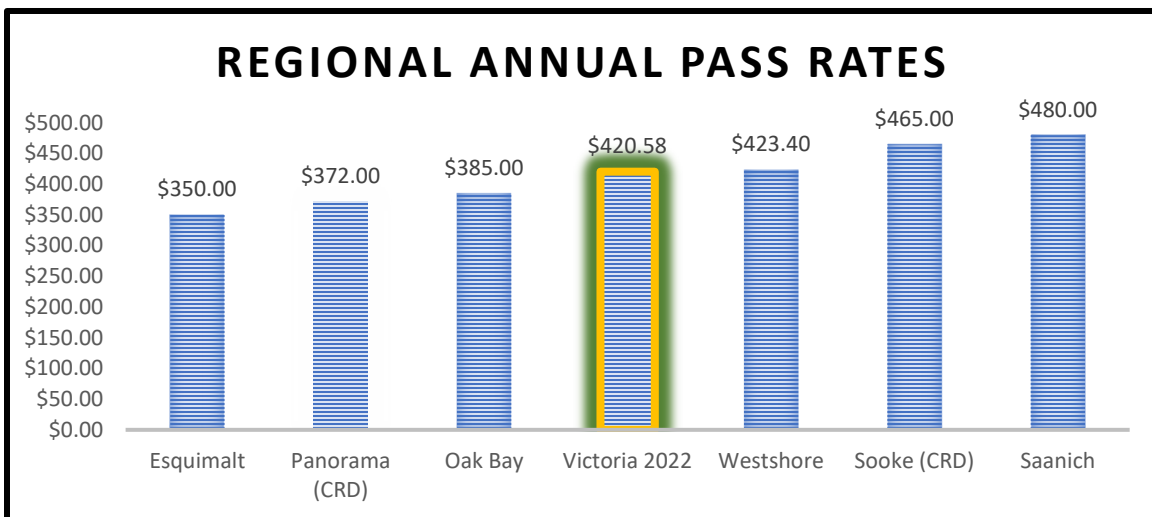 REGIONAL ANNUAL PASS RATES
$500.00
$450.00
$400.00
$350.00
$300.00
$250.00
$200.00
$150.00
$100.00
$50.00
$0.00
$350.00
$372.00
$385.00
$420.58
$423.40
$465.00
$480.00
Esquimalt
Panorama
(CRD)
Oak Bay
Victoria 2022
Westshore
Sooke (CRD)
Saanich